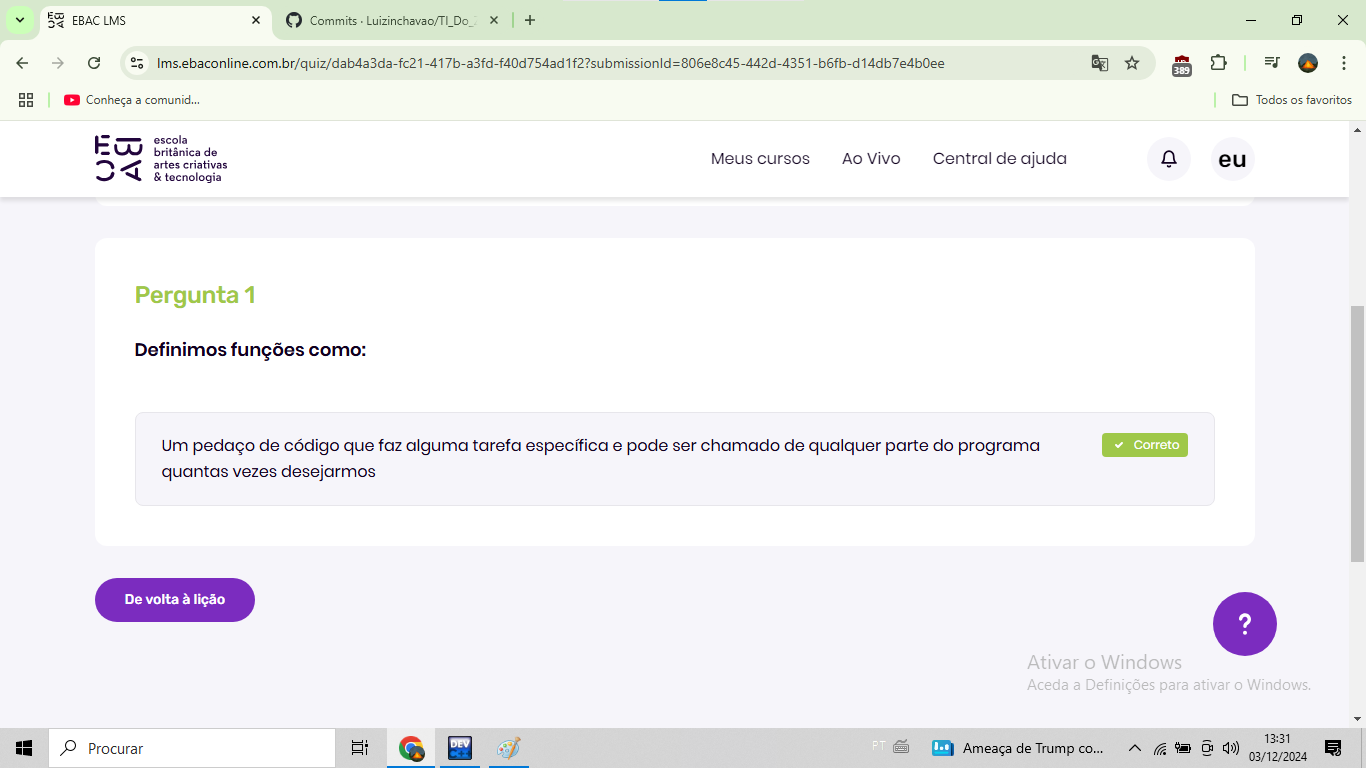 EBAC LMS
Commits · Luizinchavao/TI_Do_
lms.ebaconline.com.br/quiz/dab4a3da-fc21-417b-a3fd-f40d754ad1f2?submissionId=806e8c45-442d-4351-b6fb-d14db7e4b0ee
389
Conheça a comunid...
Todos os favoritos
EBAC
escola
britânica de
artes criativas
& tecnologia
Meus cursos
Ao Vivo
Central de ajuda
eu
Pergunta 1
Definimos funções como:
Um pedaço de código que faz alguma tarefa específica e pode ser chamado de qualquer parte do programa
quantas vezes desejarmos
Correto
De volta à lição
?
Ativar o Windows
Aceda a Definições para ativar o Windows.
Procurar
DEV
PT
Ameaça de Trump co...
13:31
03/12/2024